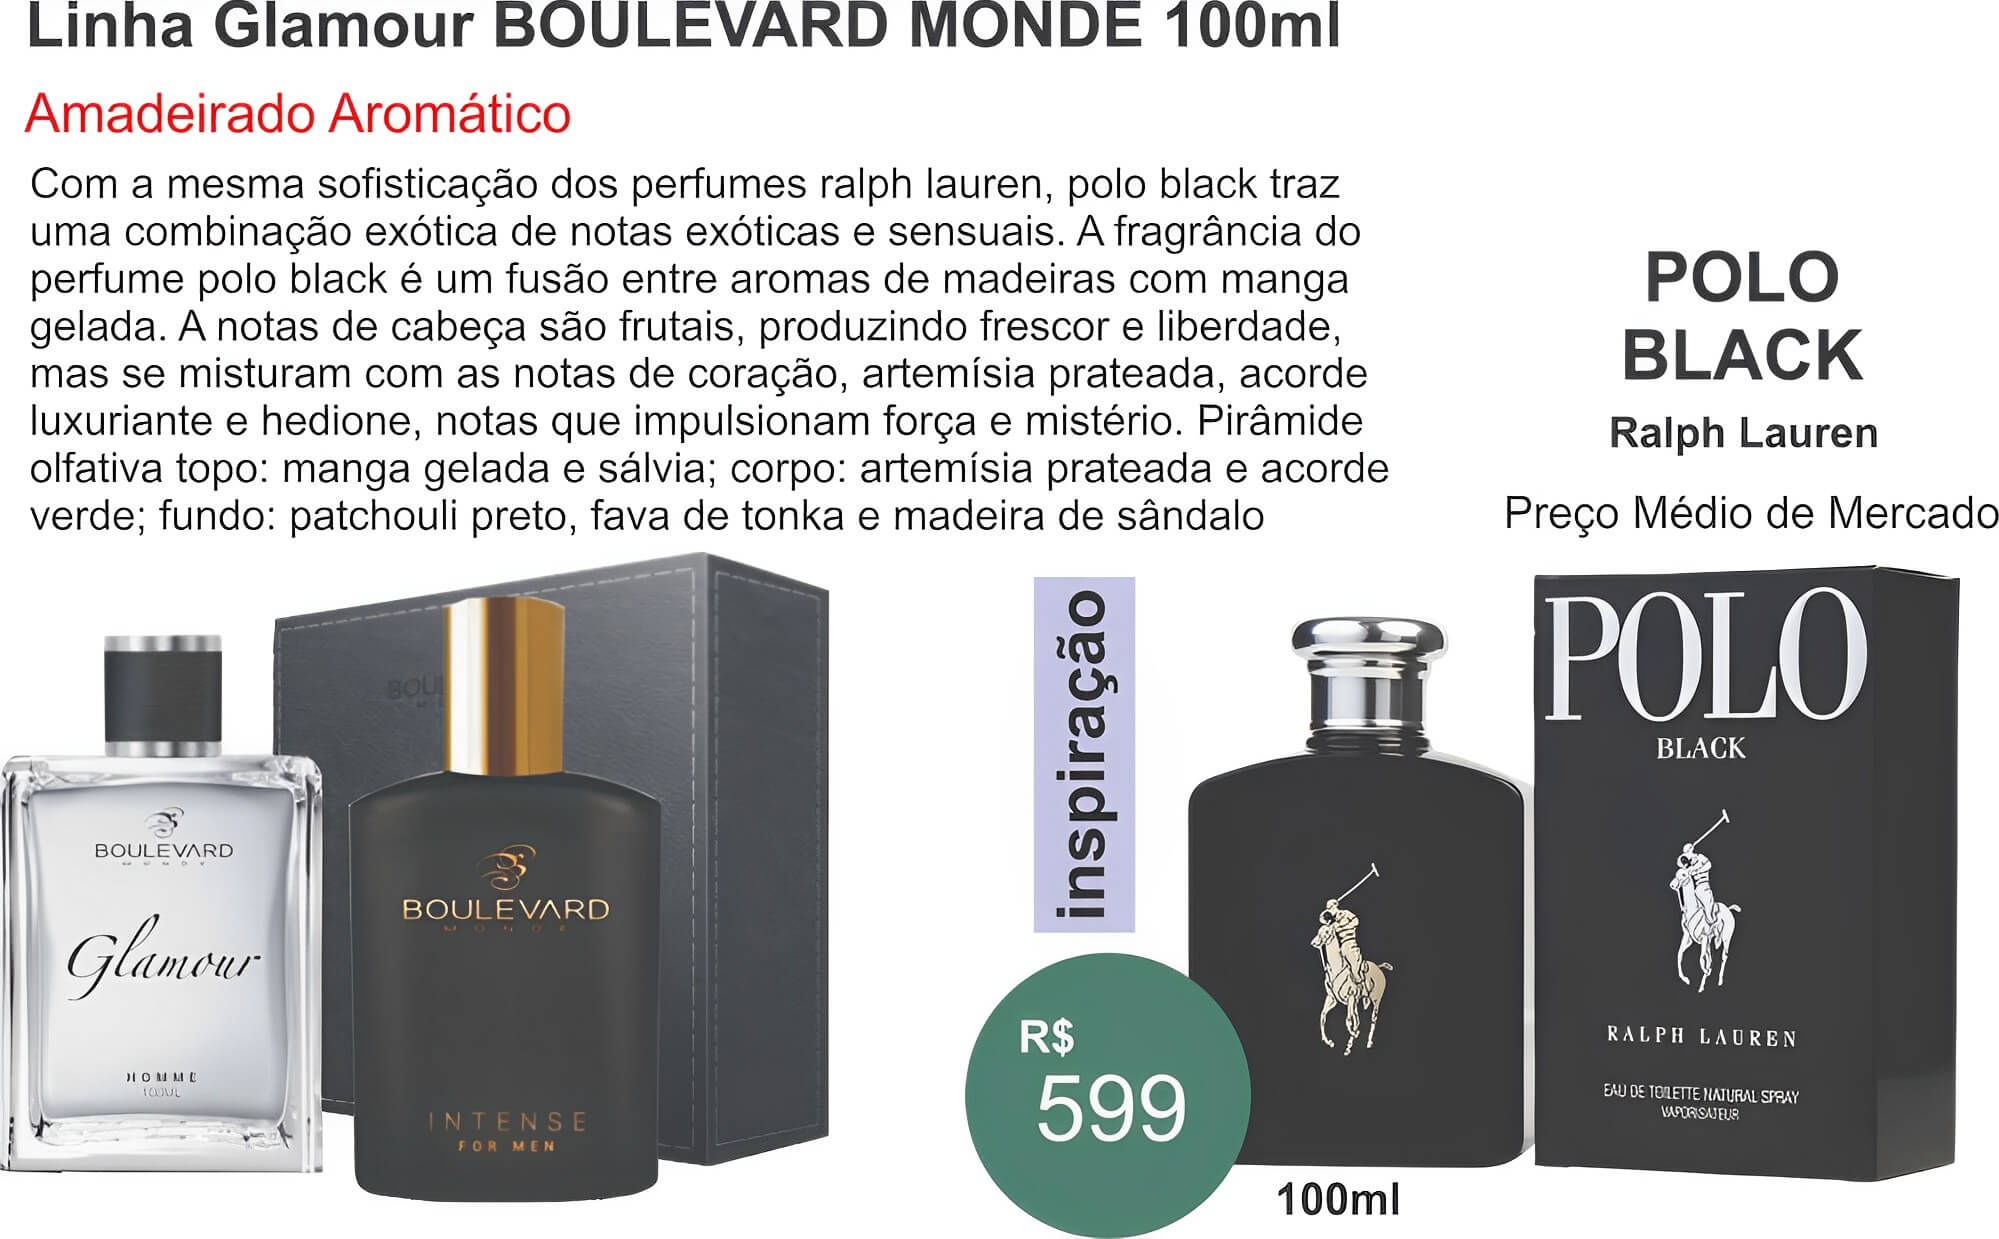 Linha Glamour BOULEVARD MONDE 100ml
Amadeirado Aromático
Com a mesma sofisticação dos perfumes ralph lauren, polo black traz
uma combinação exótica de notas exóticas e sensuais. A fragrância do
perfume polo black é um fusão entre aromas de madeiras com manga
gelada. A notas de cabeça são frutais, produzindo frescor e liberdade,
mas se misturam com as notas de coração, artemísia prateada, acorde
luxuriante e hedione, notas que impulsionam força e mistério. Pirâmide
olfativa topo: manga gelada e sálvia; corpo: artemísia prateada e acorde
verde; fundo: patchouli preto, fava de tonka e madeira de sândalo
POLO
BLACK
Ralph Lauren
Preço Médio de Mercado
BOULEVARD
MONDE
Glamour
HOMME
100ML
BOUL
BOULEVARD
MONDE
INTENSE
FOR MEN
inspiração
R$
599
100ml
POLO
BLACK
RALPH LAUREN
EAU DE TOILETTE NATURAL SPRAY
VAPORISATEUR